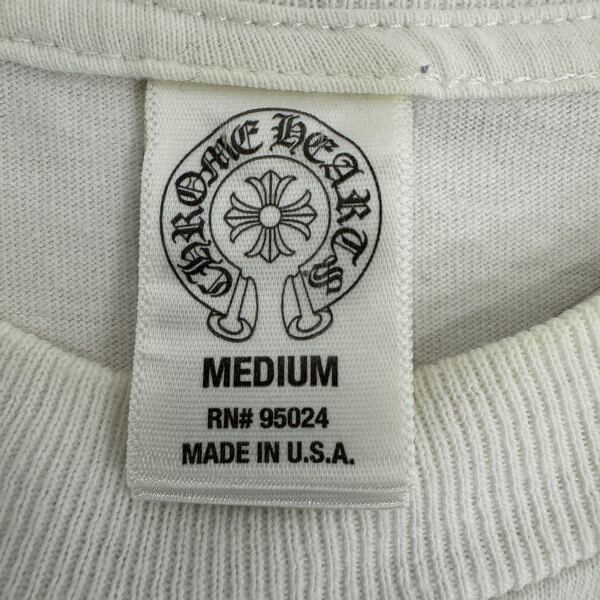 CHROME HEARTS
MEDIUM
RN# 95024
MADE IN U.S.A.